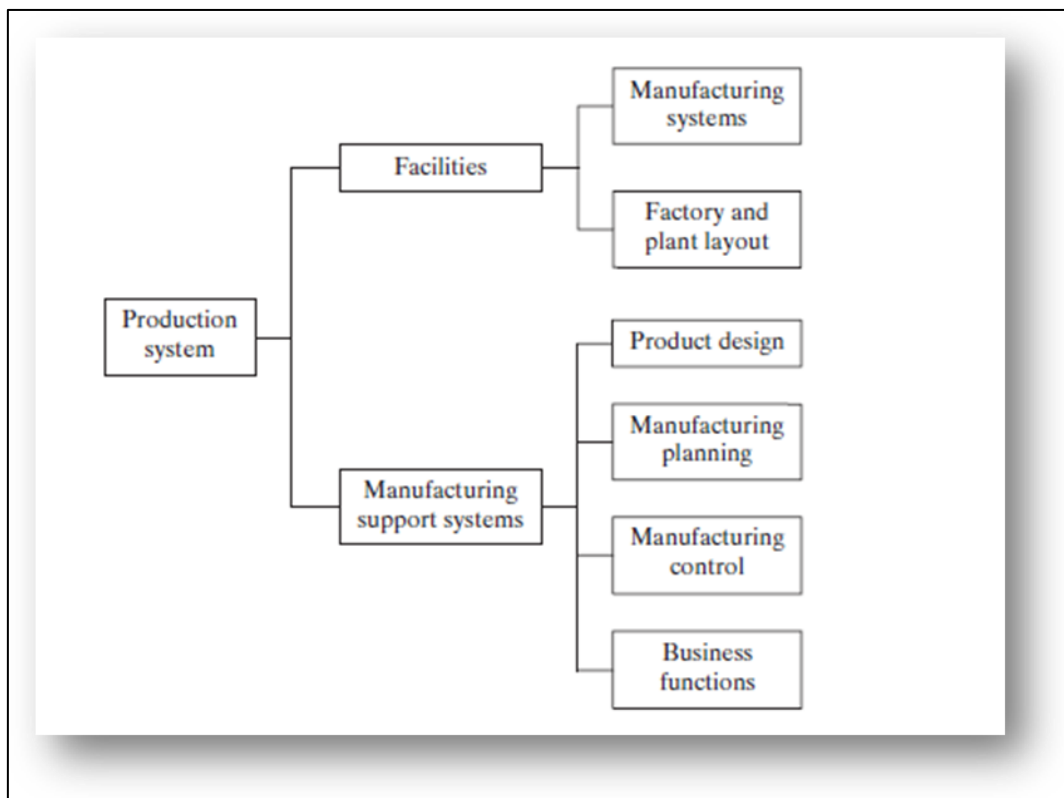 Manufacturing
systems
Facilities
Factory and
plant layout
Production
system
Product design
Manufacturing
planning
Manufacturing
support systems
Manufacturing
control
Business
functions